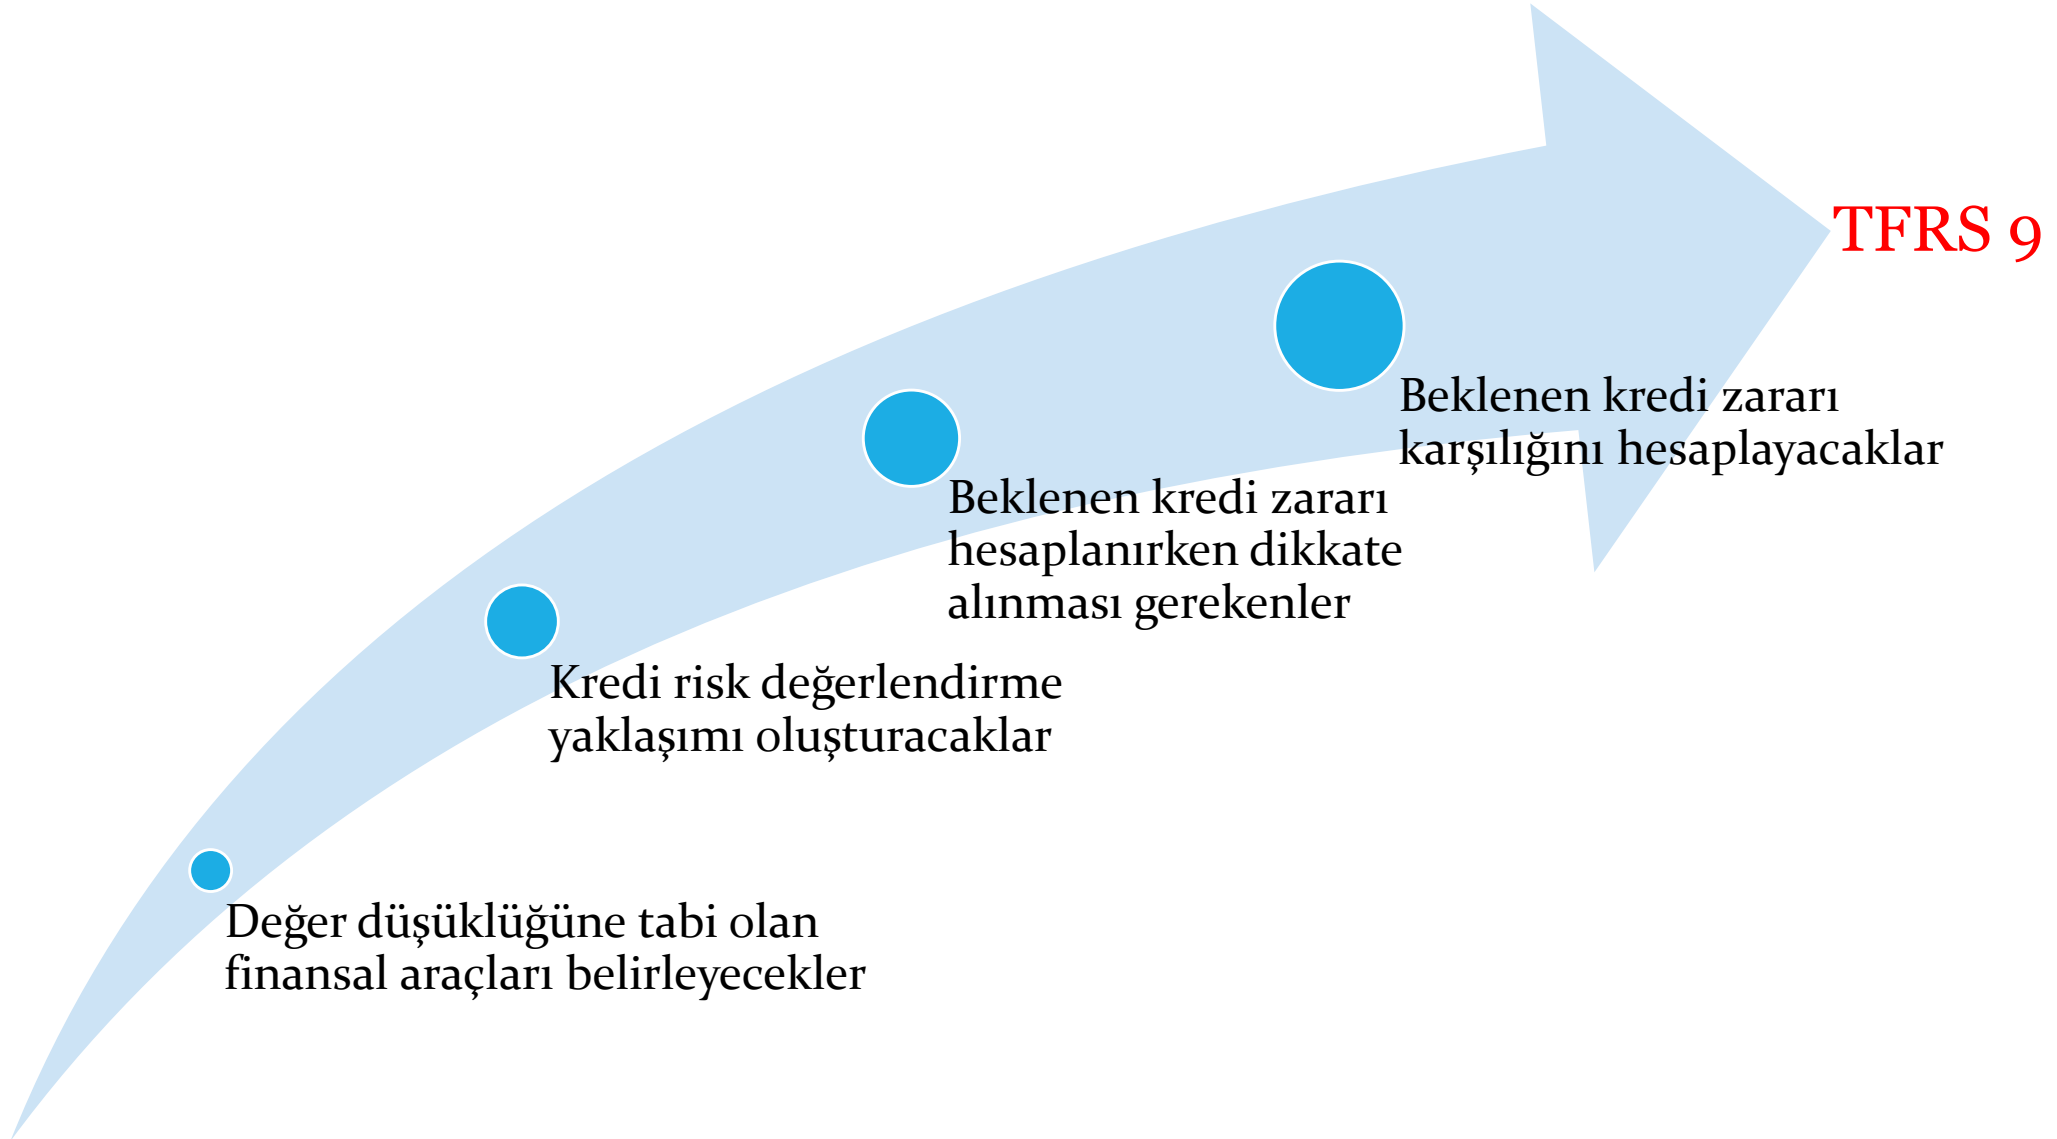 TFRS 9
Beklenen kredi zararı
karşılığını hesaplayacaklar
Beklenen kredi zararı
hesaplanırken dikkate
alınması gerekenler
Kredi risk değerlendirme
yaklaşımı oluşturacaklar
Değer düşüklüğüne tabi olan
finansal araçları belirleyecekler